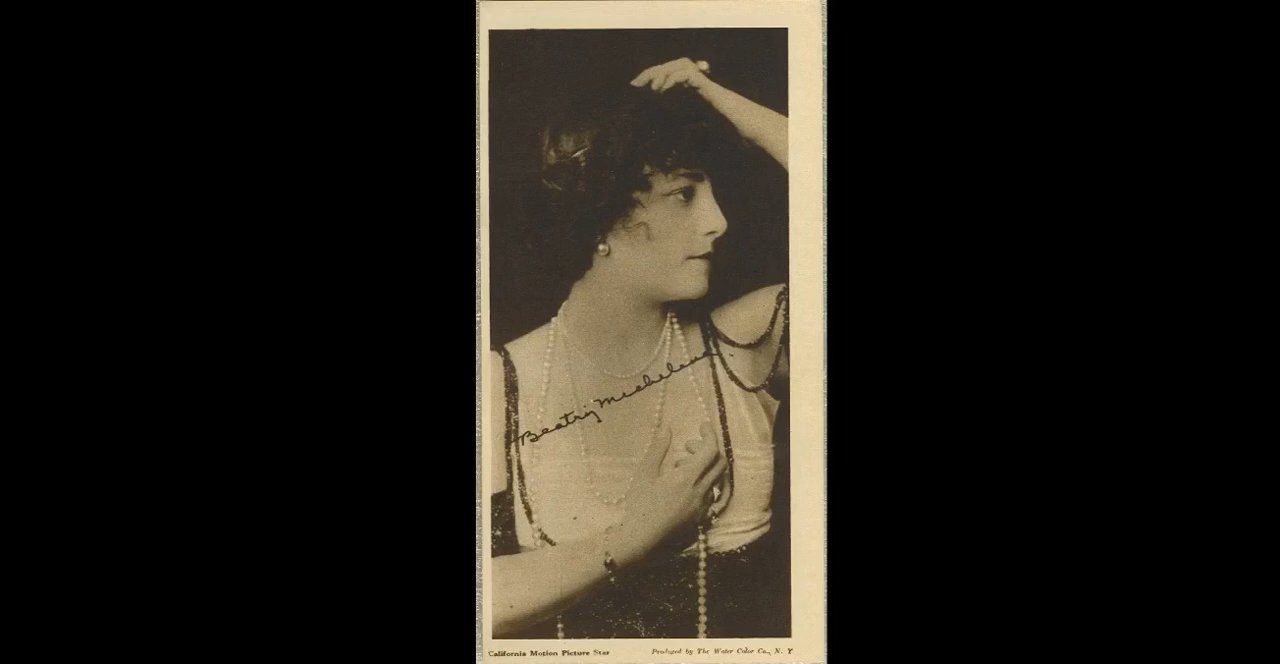 Beatriz Michelena
California Motion Picture Star
Produced by The Water Color Co., N. Y